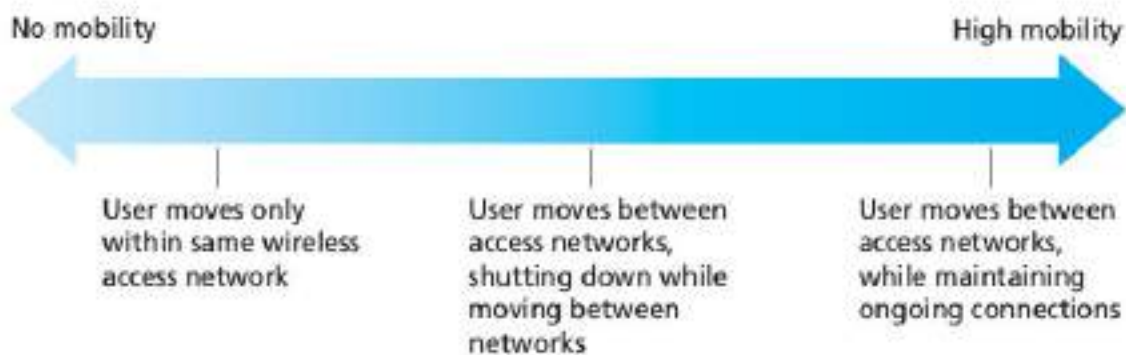 No mobility
High mobility
User moves only
within same wireless
access network
User moves between
access networks,
shutting down while
moving between
networks
User moves between
access networks,
while maintaining
ongoing connections